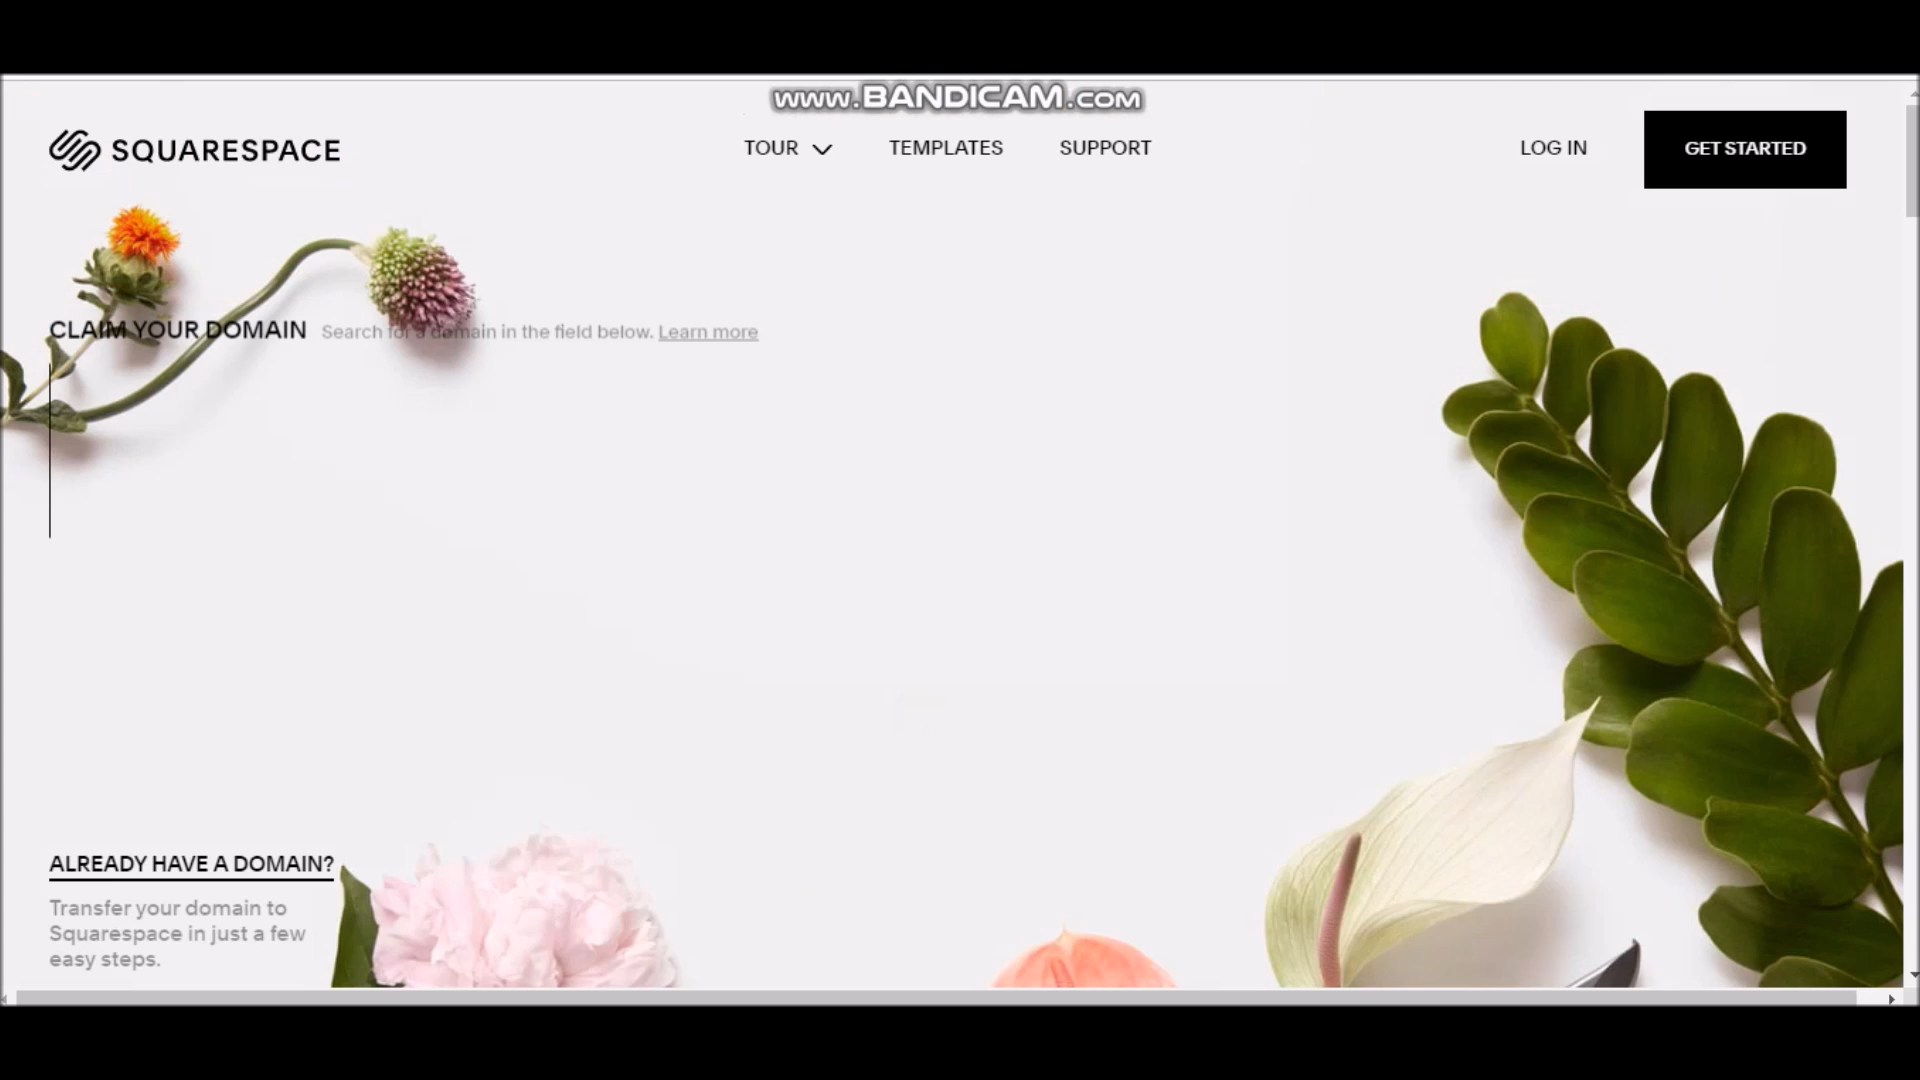 www.BANDICAM.com
SQUARESPACE
TOUR TEMPLATES SUPPORT
LOG IN
GET STARTED
CLAIM YOUR DOMAIN Search for a domain in the field below. Learn more
ALREADY HAVE A DOMAIN?
Transfer your domain to
Squarespace in just a few
easy steps.